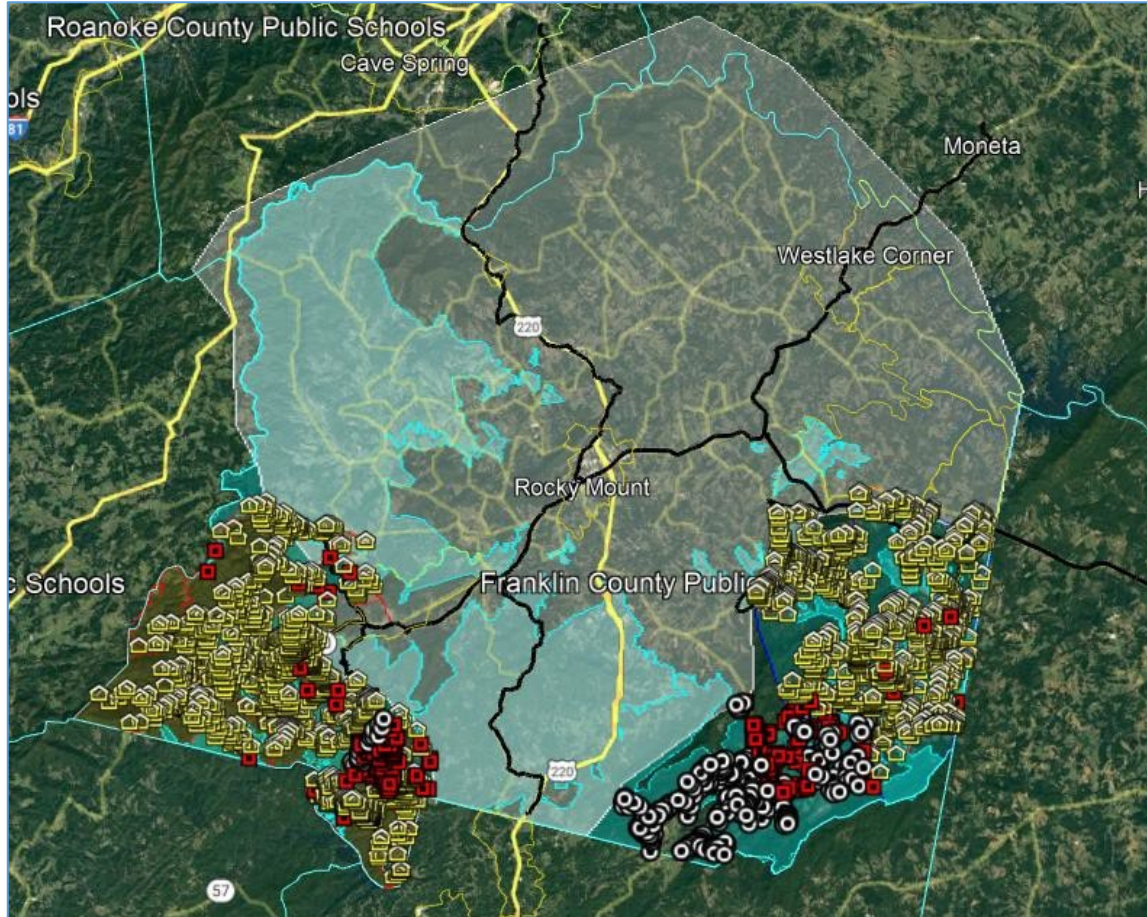 Roanoke County Public Schools
Cave Spring
ols
81
Moneta
H
Westlake Corner
220
Rocky Mount
c Schools
Franklin County Public
220
57